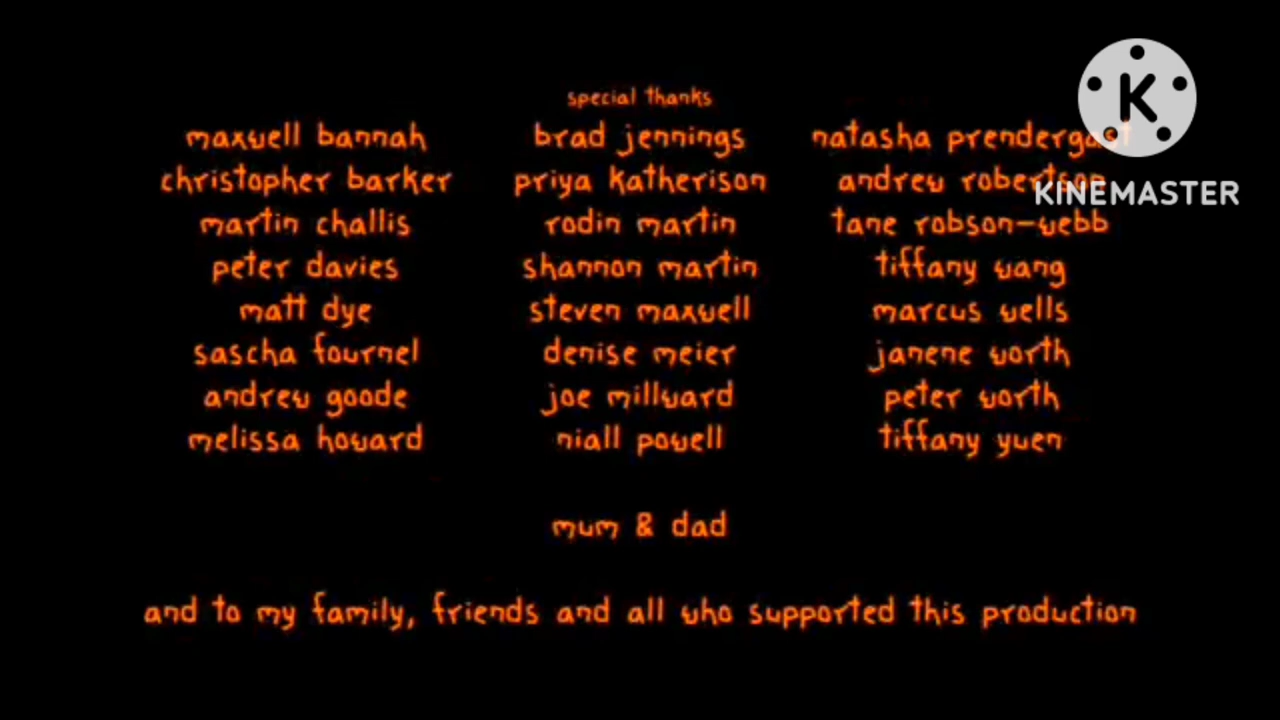 special thanks
maxwell bannah
christopher barker
martin challis
peter davies
matt dye
sascha fournel
andrew goode
melissa howard
brad jennings
priya katherison
rodin martin
shannon martin
steven maxwell
denise meier
joe millward
niall powell
natasha prendergast
andrew robertson
tane robson-webb
tiffany wang
marcus wells
janene worth
peter worth
tiffany yuen
mum & dad
and to my family, friends and all who supported this production
K
KINEMASTER